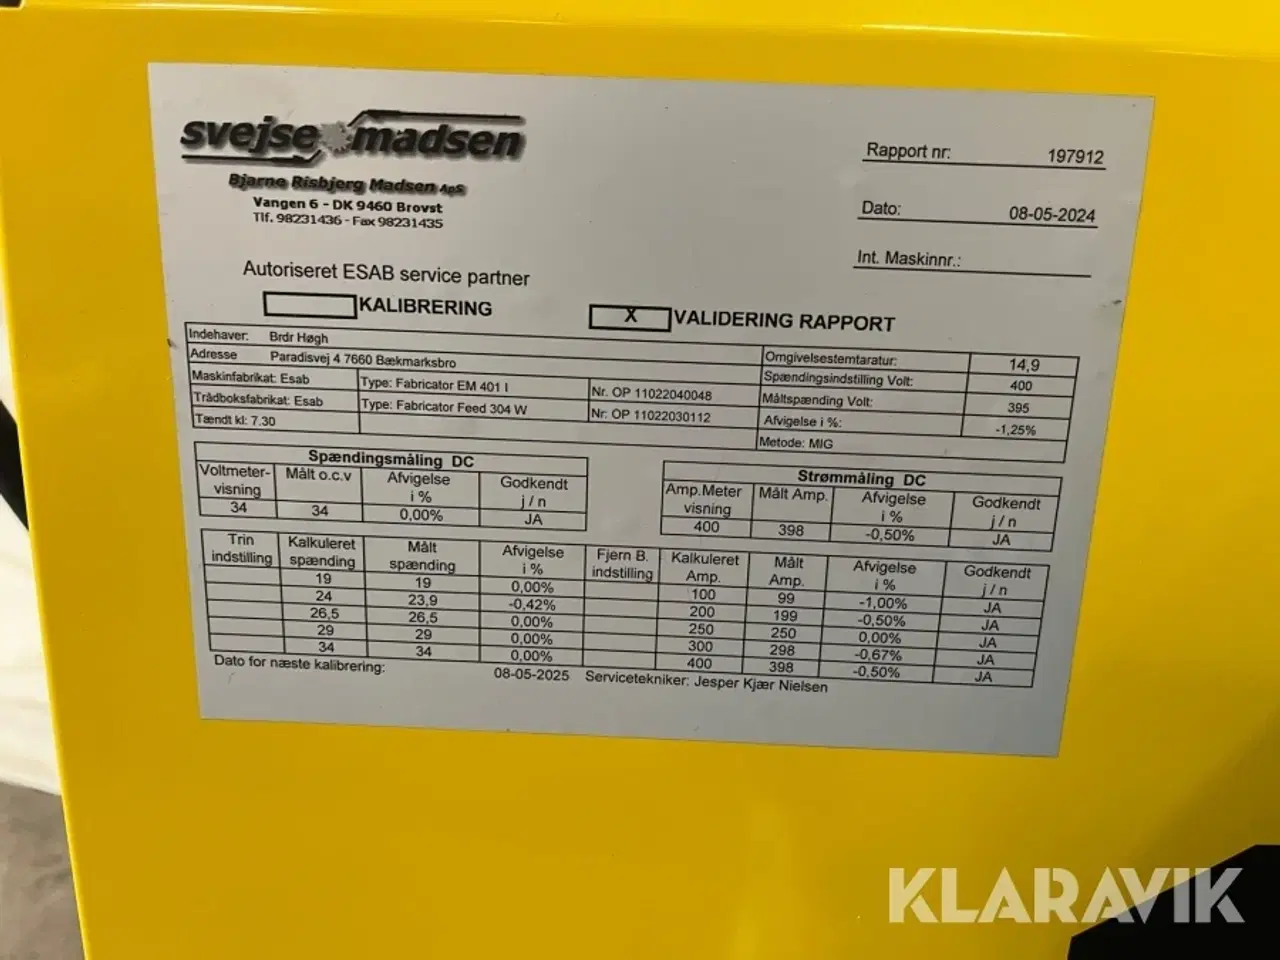 svejse madsen
Bjarne Risbjerg Madsen ApS
Vangen 6 - DK 9460 Brovst
Tlf. 98231436 - Fax 98231435
Rapport nr: 197912
Dato: 08-05-2024
Int. Maskinnr.:
Autoriseret ESAB service partner
KALIBRERING
X VALIDERING RAPPORT
Indehaver: Brdr Høgh
Adresse Paradisvej 4 7660 Bækmarksbro
Maskinfabrikat: Esab Type: Fabricator EM 401 I Nr. OP 11022040048
Trådboksfabrikat: Esab Type: Fabricator Feed 304 W Nr. OP 11022030112
Tændt kl: 7.30
Omgivelsestemtaratur: 14,9
Spændingsindstilling Volt: 400
Måltspænding Volt: 395
Afvigelse i %: -1,25%
Metode: MIG
Spændingsmåling DC
Voltmeter- Målt o.c.v Afvigelse Godkendt
visning i % j / n
34 34 0,00% JA
Strømmåling DC
Amp.Meter Målt Amp. Afvigelse Godkendt
visning i % j / n
400 398 -0,50% JA
Trin Kalkuleret Målt Afvigelse Fjern B. Kalkuleret Målt Afvigelse Godkendt
indstilling spænding spænding i % indstilling Amp. Amp. i % j / n
19 19 0,00% 100 99 -1,00% JA
24 23,9 -0,42% 200 199 -0,50% JA
26,5 26,5 0,00% 250 250 0,00% JA
29 29 0,00% 300 298 -0,67% JA
34 34 0,00% 400 398 -0,50% JA
Dato for næste kalibrering: 08-05-2025 Servicetekniker: Jesper Kjær Nielsen
KLARAVIK